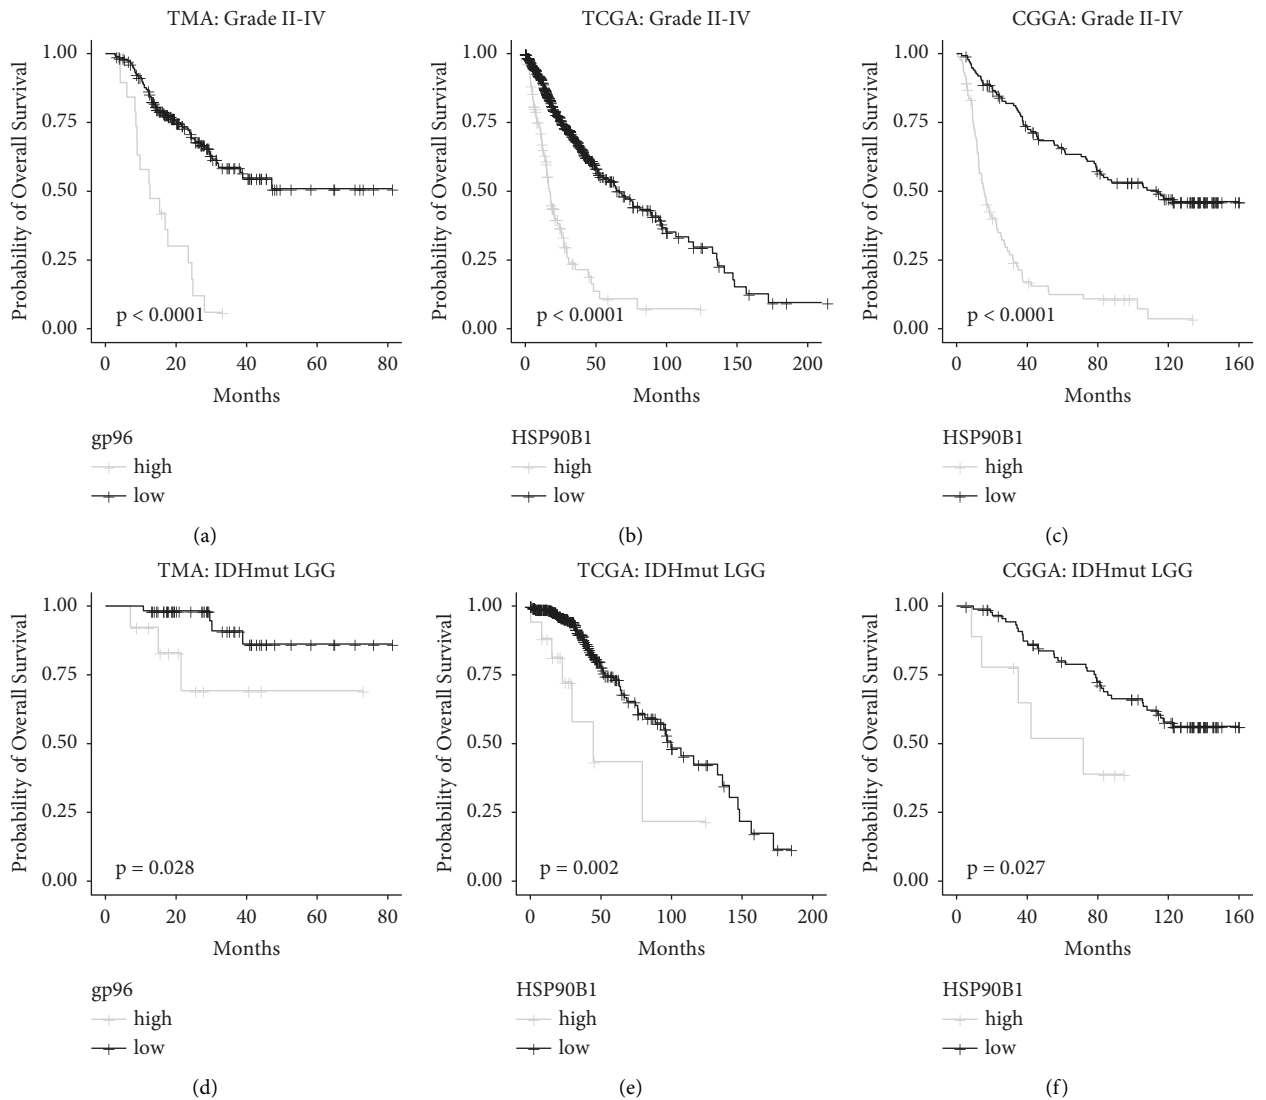 TMA: Grade II-IV
1.00
0.75
0.50
0.25
0.00
Probability of Overall Survival
p < 0.0001
0 20 40 60 80
Months
gp96
high
low
(a)
TCGA: Grade II-IV
1.00
0.75
0.50
0.25
0.00
Probability of Overall Survival
p < 0.0001
0 50 100 150 200
Months
HSP90B1
high
low
(b)
CGGA: Grade II-IV
1.00
0.75
0.50
0.25
0.00
Probability of Overall Survival
p < 0.0001
0 40 80 120 160
Months
HSP90B1
high
low
(c)
TMA: IDHmut LGG
1.00
0.75
0.50
0.25
0.00
Probability of Overall Survival
p = 0.028
0 20 40 60 80
Months
gp96
high
low
(d)
TCGA: IDHmut LGG
1.00
0.75
0.50
0.25
0.00
Probability of Overall Survival
p = 0.002
0 50 100 150 200
Months
HSP90B1
high
low
(e)
CGGA: IDHmut LGG
1.00
0.75
0.50
0.25
0.00
Probability of Overall Survival
p = 0.027
0 40 80 120 160
Months
HSP90B1
high
low
(f)